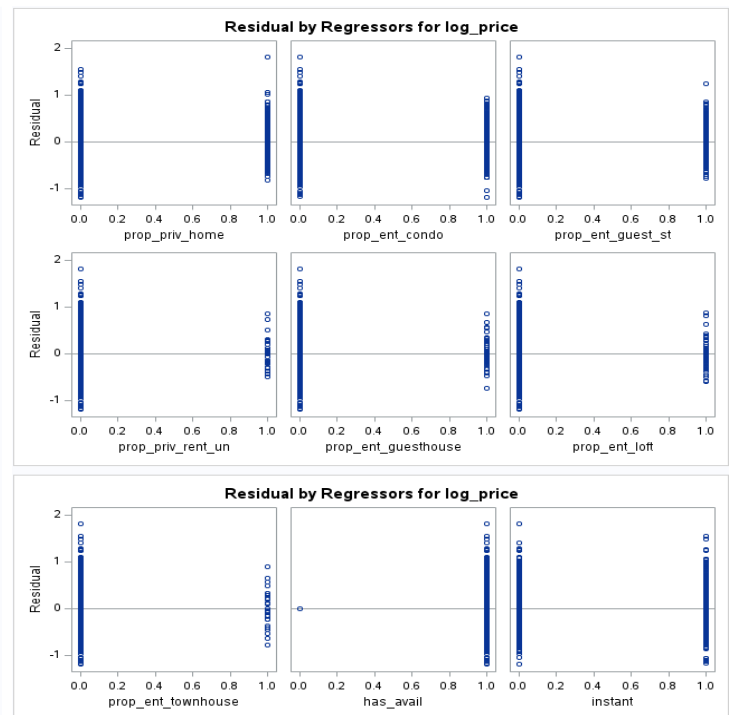 Residual by Regressors for log_price
2
1
0
-1
Residual
0.0 0.2 0.4 0.6 0.8 1.0 0.0 0.2 0.4 0.6 0.8 1.0 0.0 0.2 0.4 0.6 0.8 1.0
prop_priv_home prop_ent_condo prop_ent_guest_st
2
1
0
-1
Residual
0.0 0.2 0.4 0.6 0.8 1.0 0.0 0.2 0.4 0.6 0.8 1.0 0.0 0.2 0.4 0.6 0.8 1.0
prop_priv_rent_un prop_ent_guesthouse prop_ent_loft
Residual by Regressors for log_price
2
1
0
-1
Residual
0.0 0.2 0.4 0.6 0.8 1.0 0.0 0.2 0.4 0.6 0.8 1.0 0.0 0.2 0.4 0.6 0.8 1.0
prop_ent_townhouse has_avail instant